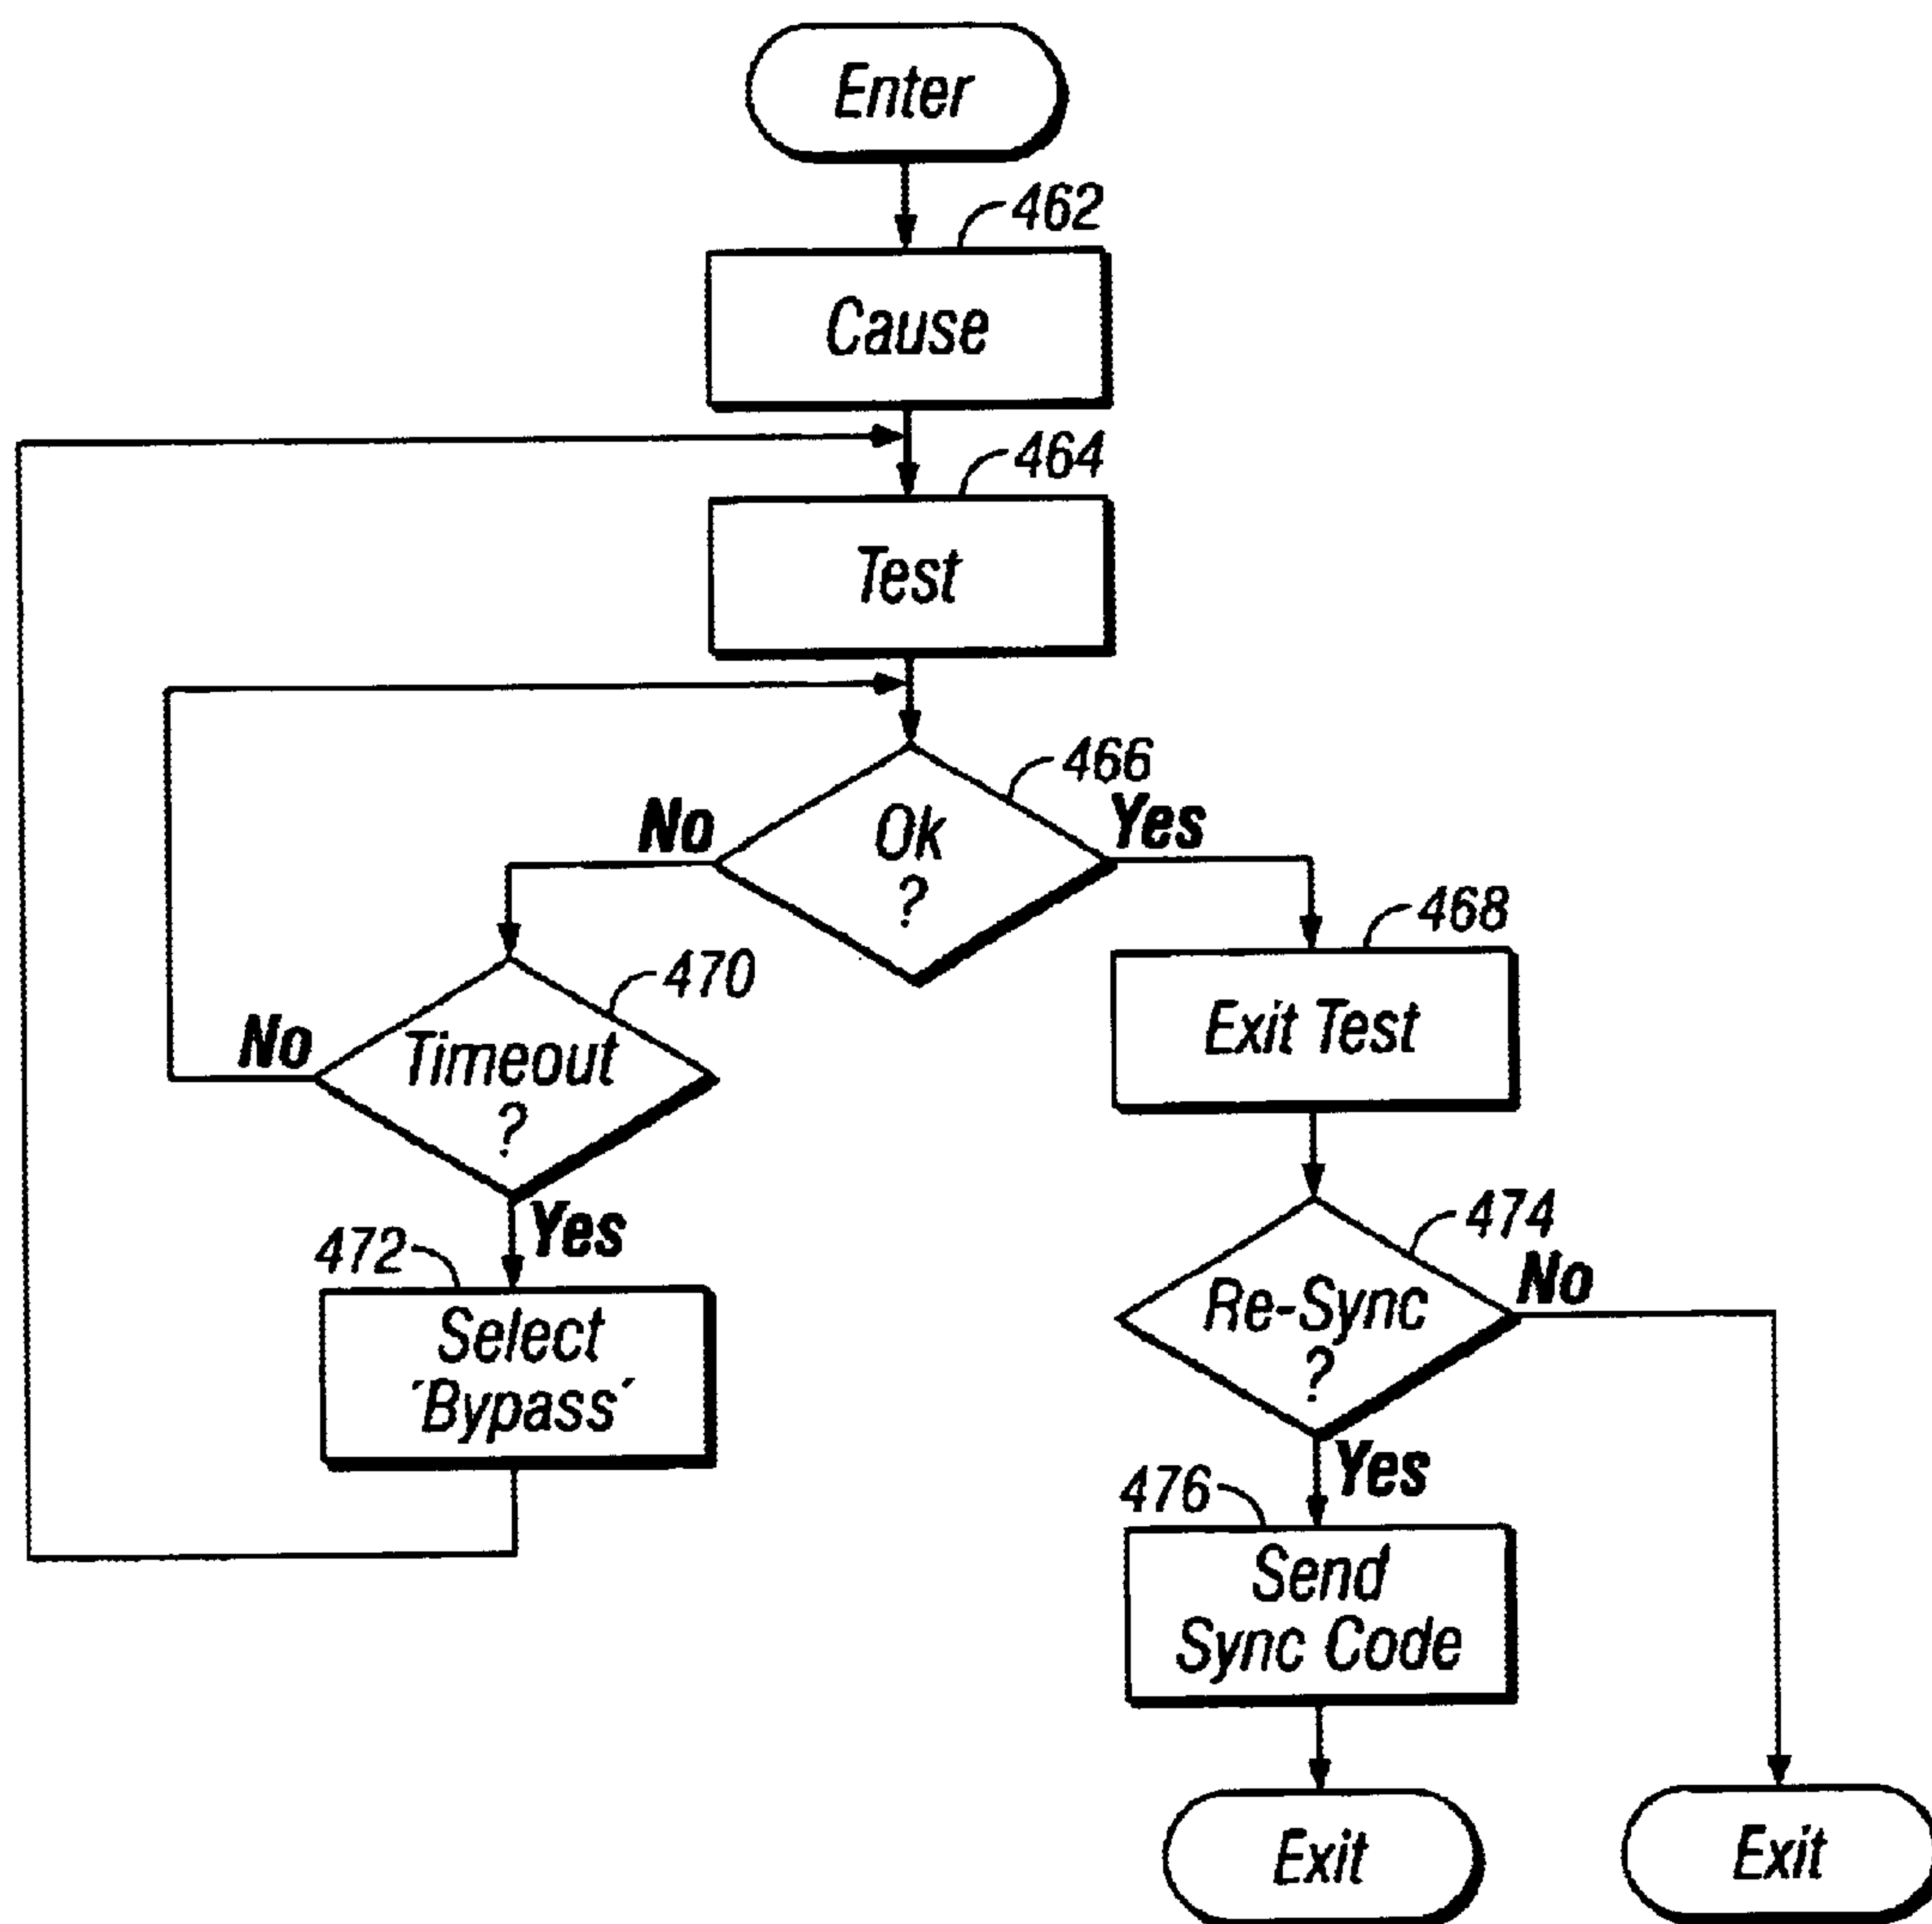 Enter
462
Cause
464
Test
466
No
Ok
?
Yes
468
470
Exit Test
No
Timeout
?
474
Yes
472
No
Re-Sync
?
Select
'Bypass'
Yes
476
Send
Sync Code
Exit
Exit